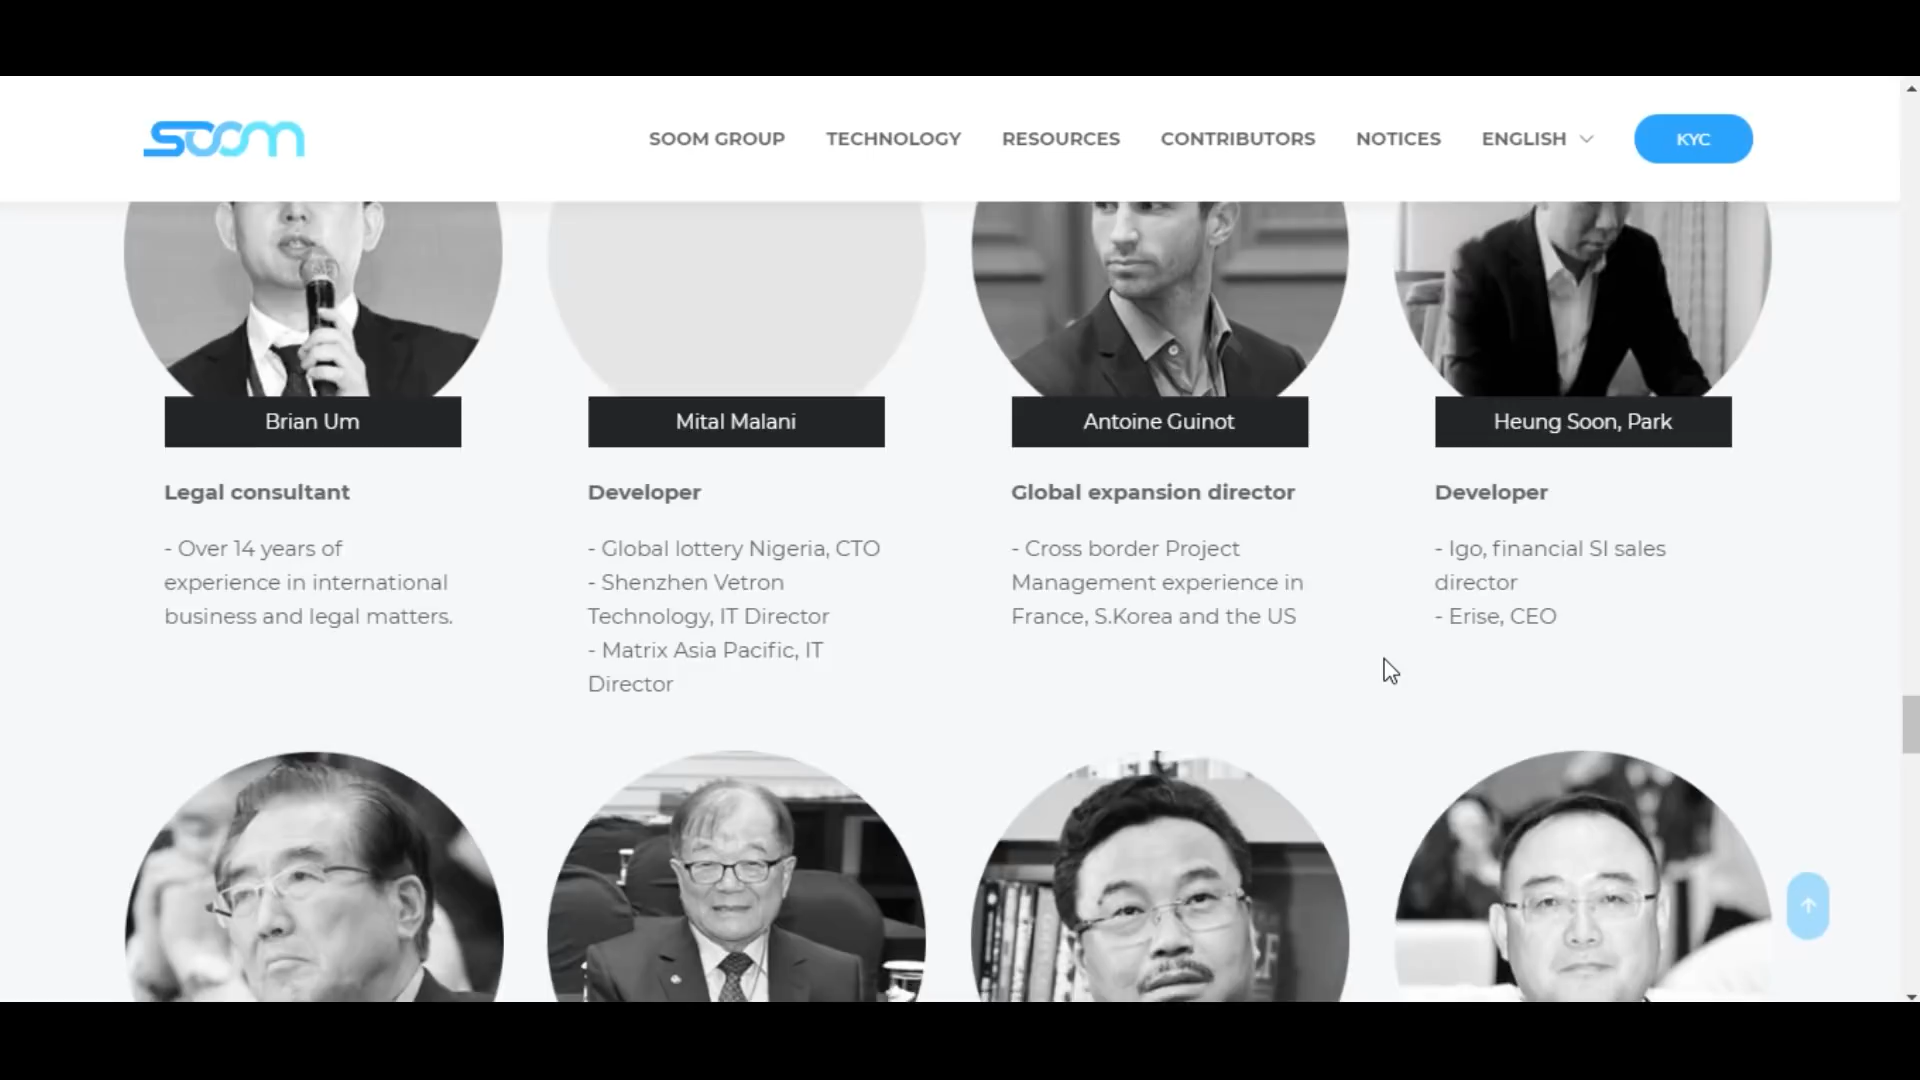 soom
SOOM GROUP
TECHNOLOGY
RESOURCES
CONTRIBUTORS
NOTICES
ENGLISH
KYC
Brian Um
Legal consultant
- Over 14 years of
experience in international
business and legal matters.
Mital Malani
Developer
- Global lottery Nigeria, CTO
- Shenzhen Vetron
Technology, IT Director
- Matrix Asia Pacific, IT
Director
Antoine Guinot
Global expansion director
- Cross border Project
Management experience in
France, S.Korea and the US
Heung Soon, Park
Developer
- Igo, financial SI sales
director
- Erise, CEO